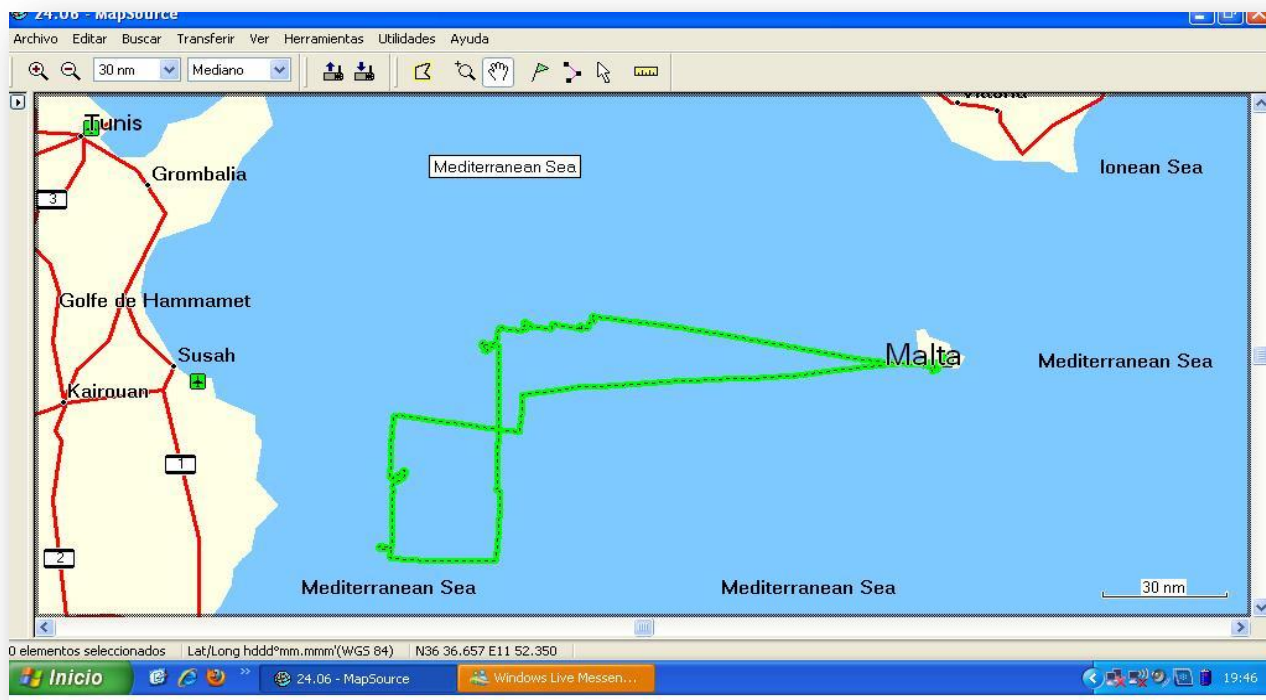 24.06 - MapSource
Archivo Editar Buscar Transferir Ver Herramientas Utilidades Ayuda
30 nm Mediano
Vittoria
Tunis
Mediterranean Sea
Ionean Sea
Grombalia
3
Golfe de Hammamet
Susah
Malta
Mediterranean Sea
Kairouan
1
2
Mediterranean Sea
Mediterranean Sea
30 nm
0 elementos seleccionados Lat/Long hddd°mm.mmm'(WGS 84) N36 36.657 E11 52.350
Inicio » 24.06 - MapSource Windows Live Messen... 19:46